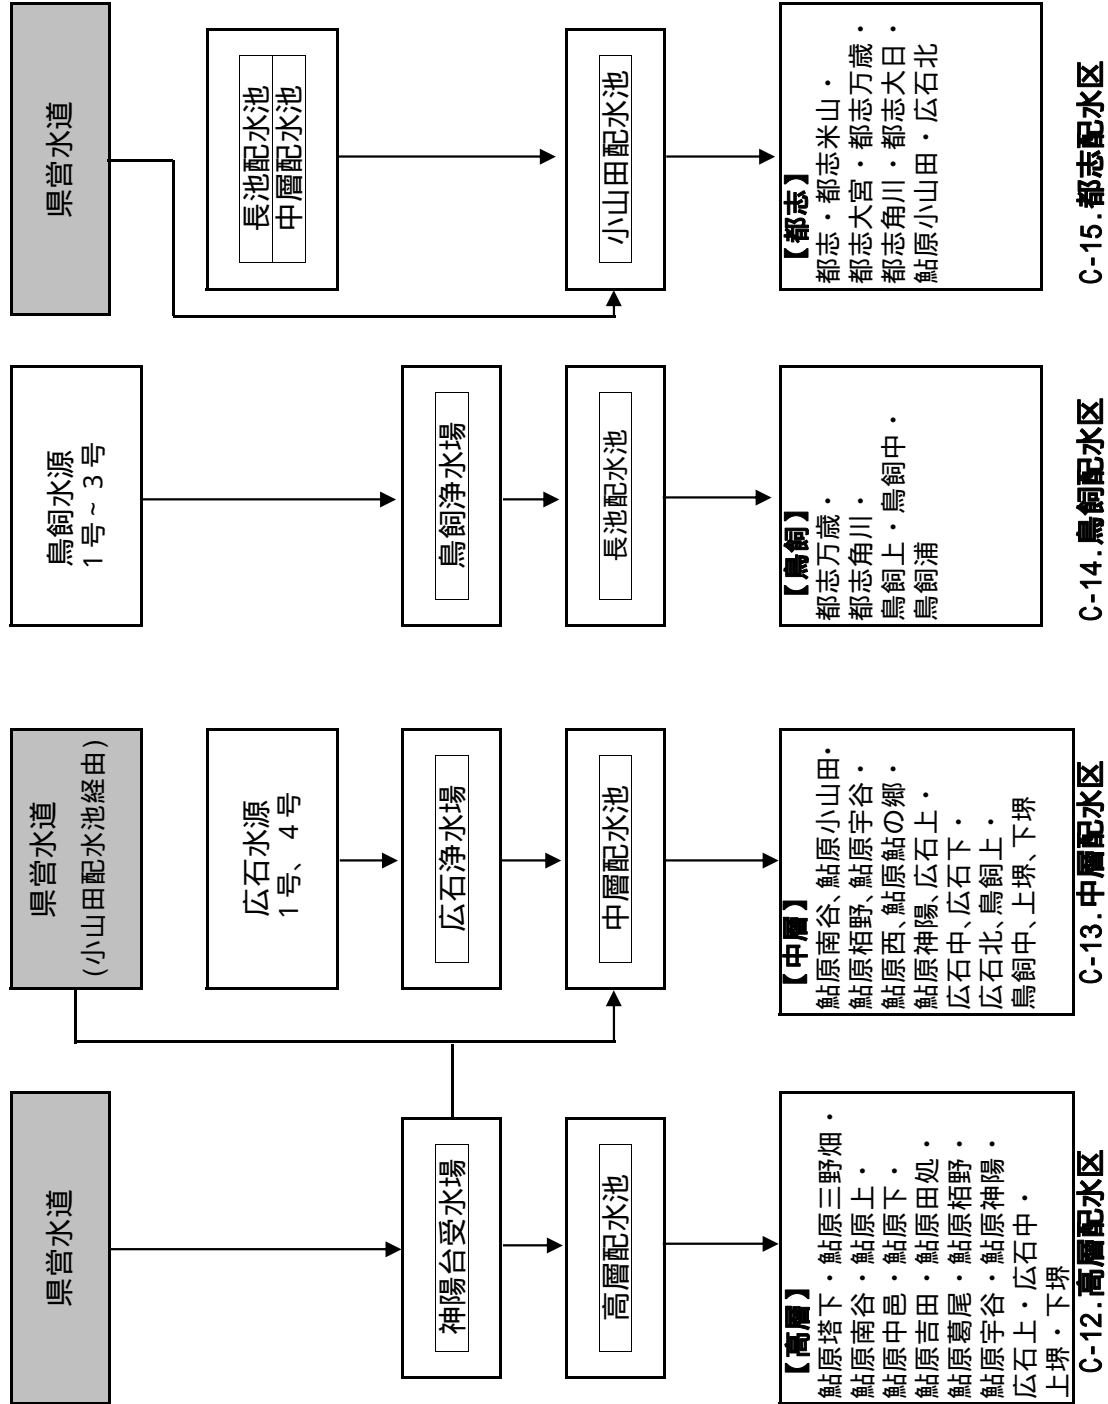 県営水道
神陽台受水場
高層配水池
【高層】
鮎原塔下・鮎原三野畑・
鮎原南谷・鮎原上・
鮎原中邑・鮎原下・
鮎原吉田・鮎原田処・
鮎原葛尾・鮎原栢野・
鮎原宇谷・鮎原神陽・
広石上・広石中・
上堺・下堺
C-12.高層配水区
県営水道
(小山田配水池経由)
広石水源
1号、4号
広石浄水場
中層配水池
【中層】
鮎原南谷、鮎原小山田・
鮎原栢野、鮎原宇谷・
鮎原西、鮎原鮎の郷・
鮎原神陽、広石上・
広石中、広石下・
広石北、鳥飼上・
鳥飼中、上堺、下堺
C-13.中層配水区
鳥飼水源
1号~3号
鳥飼浄水場
長池配水池
【鳥飼】
都志万歳・
都志角川・
鳥飼上・鳥飼中・
鳥飼浦
C-14.鳥飼配水区
県営水道
長池配水池
中層配水池
小山田配水池
【都志】
都志・都志米山・
都志大宮・都志万歳・
都志角川・都志大日・
鮎原小山田・広石北
C-15.都志配水区